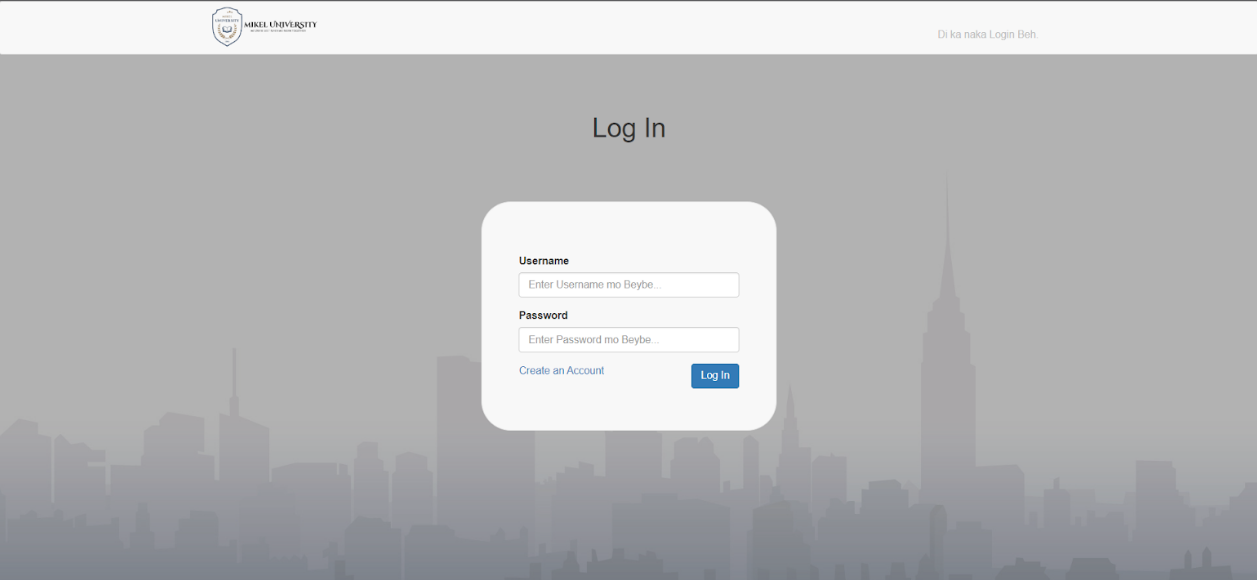 MIKEL UNIVERSITY
Di ka naka Login Beh.
Log In
Username
Enter Username mo Beybe...
Password
Enter Password mo Beybe...
Create an Account
Log In